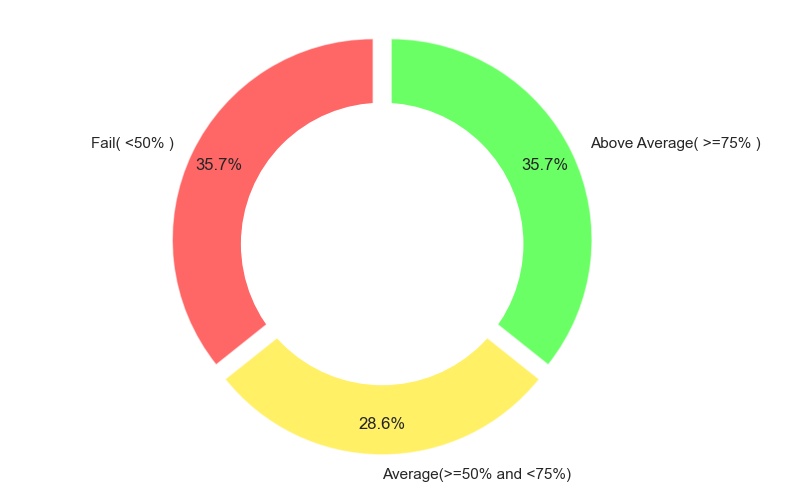 Fail( <50% )
35.7%
Above Average( >=75% )
35.7%
28.6%
Average(>=50% and <75%)